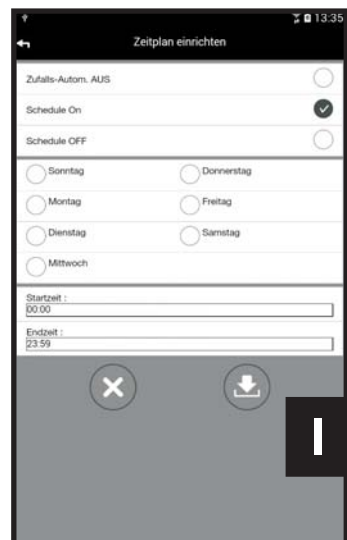 13:35
Zeitplan einrichten
Zufalls-Autom. AUS
Schedule On
Schedule OFF
Sonntag
Donnerstag
Montag
Freitag
Dienstag
Samstag
Mittwoch
Startzeit :
00:00
Endzeit :
23:59
I